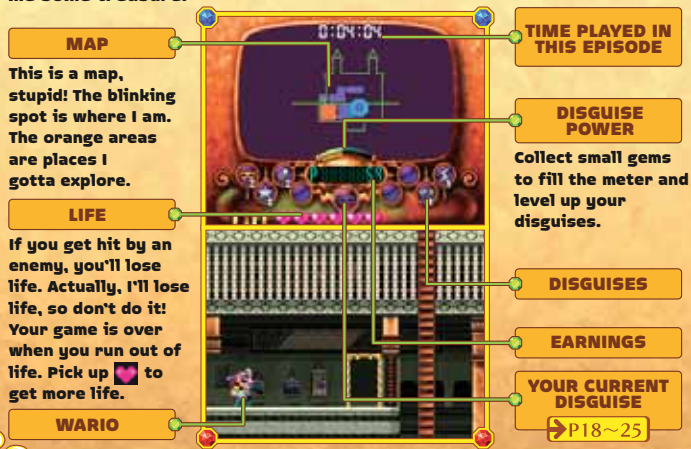 MAP
This is a map,
stupid! The blinking
spot is where I am.
The orange areas
are places I
gotta explore.
LIFE
If you get hit by an
enemy, you'll lose
life. Actually, I'll lose
life, so don't do it!
Your game is over
when you run out of
life. Pick up to
get more life.
WARIO
0:04:04
TIME PLAYED IN
THIS EPISODE
DISGUISE
POWER
Collect small gems
to fill the meter and
level up your
disguises.
DISGUISES
EARNINGS
YOUR CURRENT
DISGUISE
P18~25